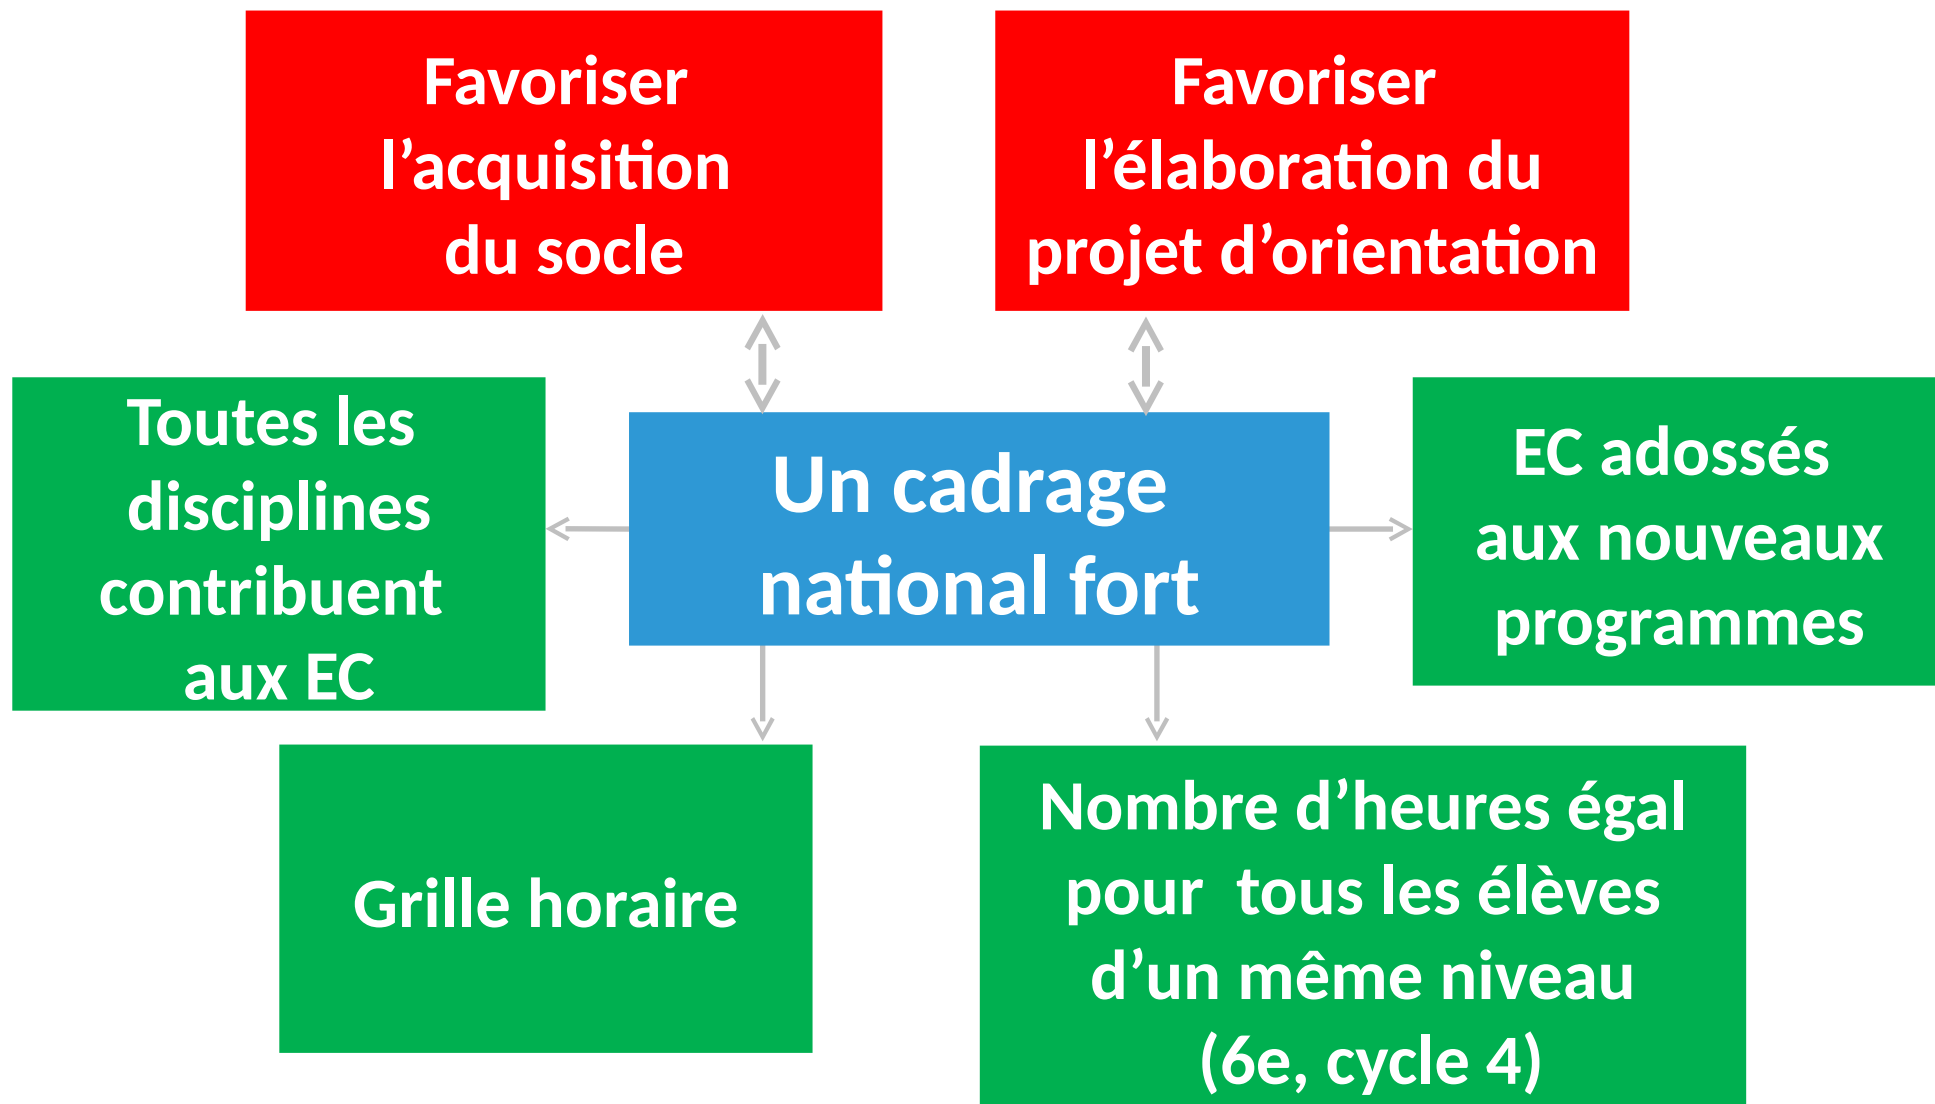 Favoriser
l’acquisition
du socle
Favoriser
l’élaboration du
projet d’orientation
Toutes les
disciplines
contribuent
aux EC
Un cadrage
national fort
EC adossés
aux nouveaux
programmes
Grille horaire
Nombre d’heures égal
pour  tous les élèves
d’un même niveau
(6e, cycle 4)